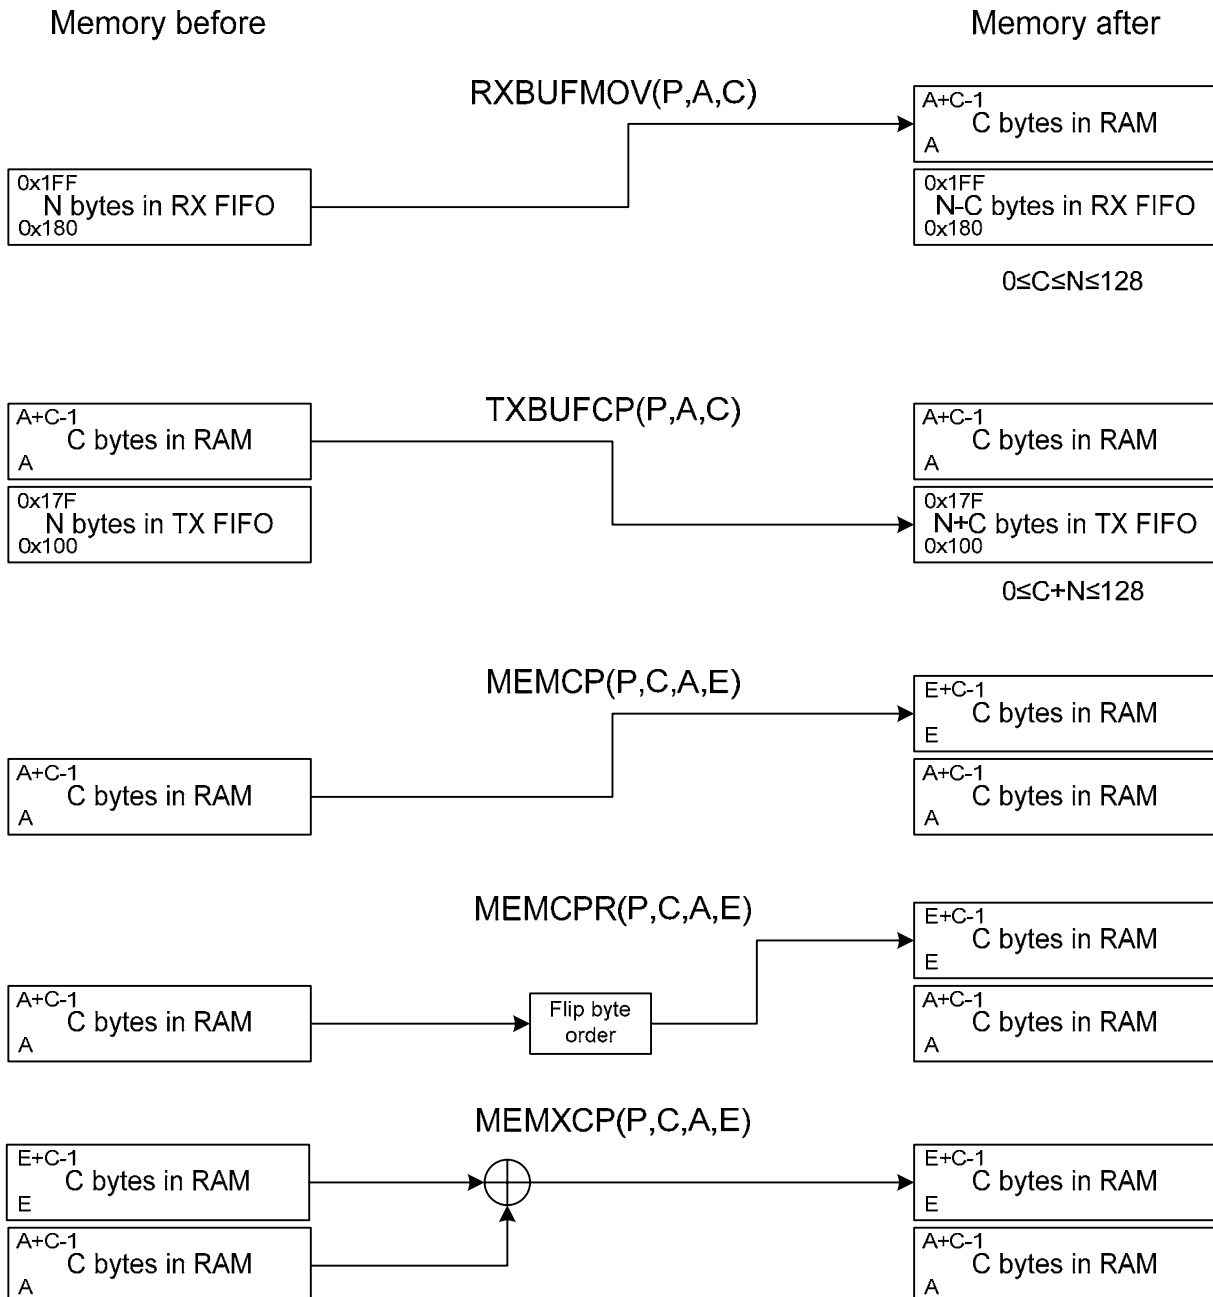 Memory before
Memory after
RXBUFMOV(P,A,C)
A+C-1
C bytes in RAM
A
0x1FF
N bytes in RX FIFO
0x180
0x1FF
N-C bytes in RX FIFO
0x180
0≤C≤N≤128
TXBUFCP(P,A,C)
A+C-1
C bytes in RAM
A
A+C-1
C bytes in RAM
A
0x17F
N bytes in TX FIFO
0x100
0x17F
N+C bytes in TX FIFO
0x100
0≤C+N≤128
MEMCP(P,C,A,E)
E+C-1
C bytes in RAM
E
A+C-1
C bytes in RAM
A
A+C-1
C bytes in RAM
A
MEMCPR(P,C,A,E)
E+C-1
C bytes in RAM
E
A+C-1
C bytes in RAM
A
Flip byte
order
A+C-1
C bytes in RAM
A
MEMXCP(P,C,A,E)
E+C-1
C bytes in RAM
E
E+C-1
C bytes in RAM
E
A+C-1
C bytes in RAM
A
A+C-1
C bytes in RAM
A